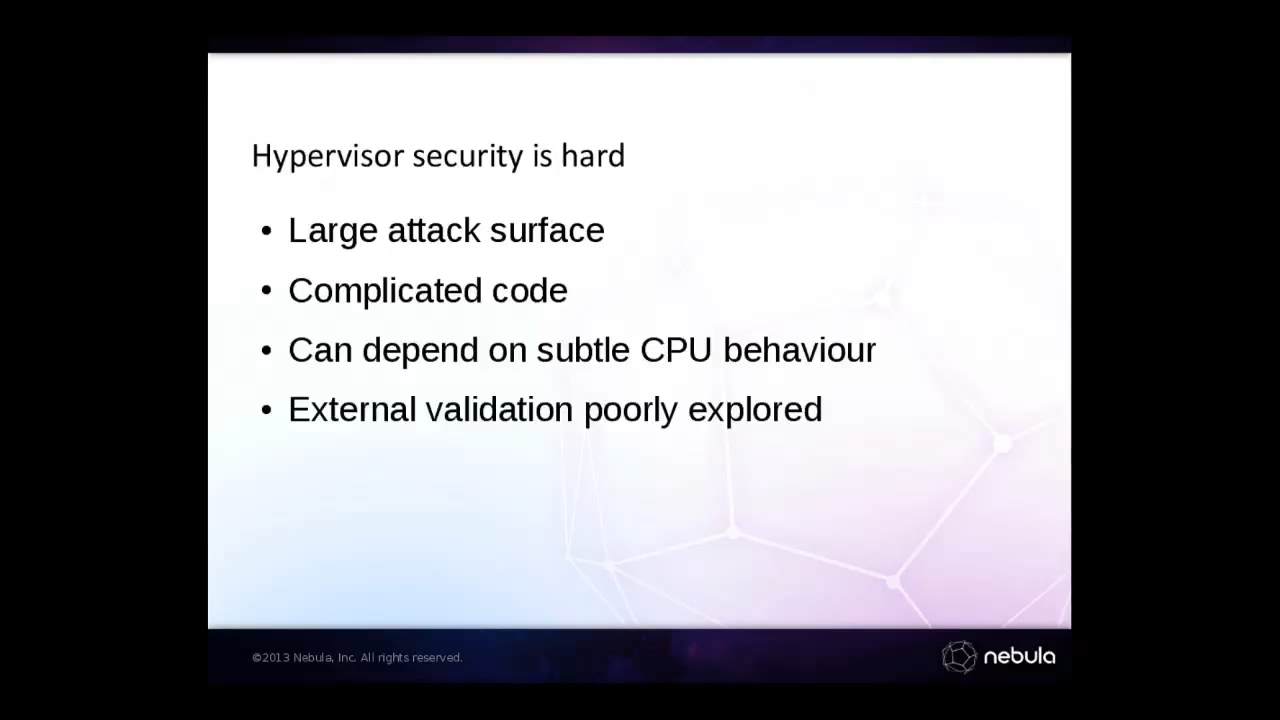 Hypervisor security is hard
• Large attack surface
• Complicated code
• Can depend on subtle CPU behaviour
• External validation poorly explored
©2013 Nebula, Inc. All rights reserved.
nebula